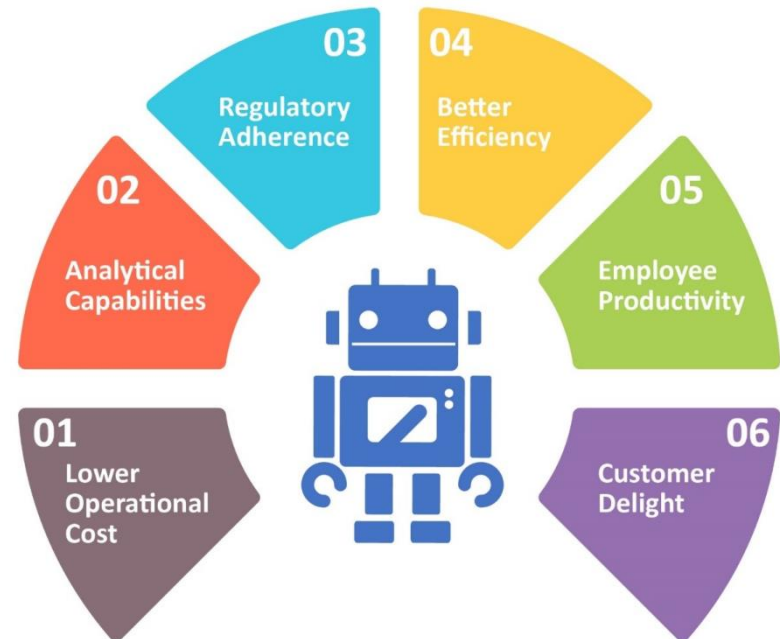 01
Lower
Operational
Cost
02
Analytical
Capabilities
03
Regulatory
Adherence
04
Better
Efficiency
05
Employee
Productivity
06
Customer
Delight